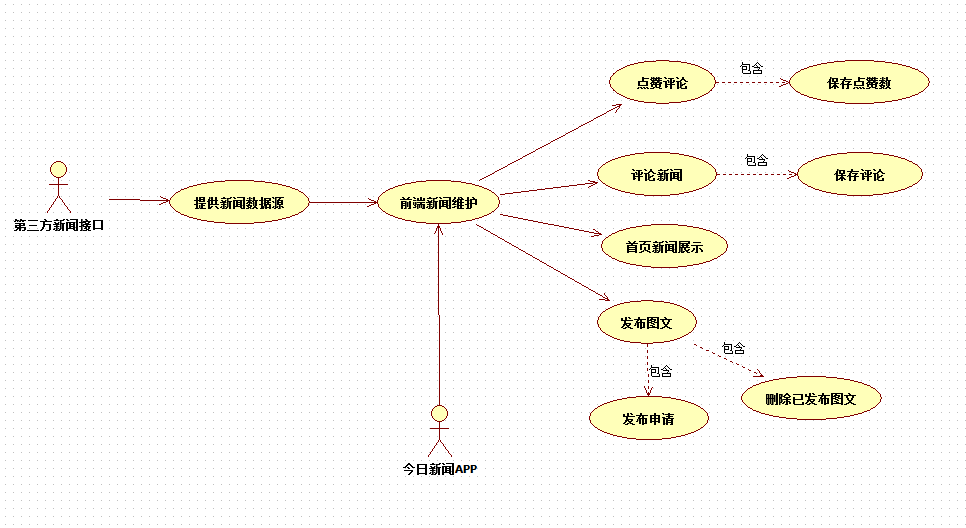 点赞评论
包含
保存点赞数
评论新闻
包含
保存评论
第三方新闻接口
提供新闻数据源
前端新闻维护
首页新闻展示
发布图文
包含
包含
发布申请
删除已发布图文
今日新闻APP